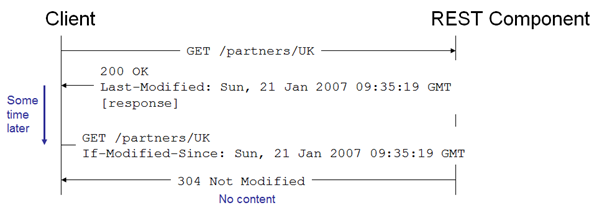 Client
REST Component
GET /partners/UK
200 OK
Last-Modified: Sun, 21 Jan 2007 09:35:19 GMT
[response]
Some
time
later
GET /partners/UK
If-Modified-Since: Sun, 21 Jan 2007 09:35:19 GMT
304 Not Modified
No content